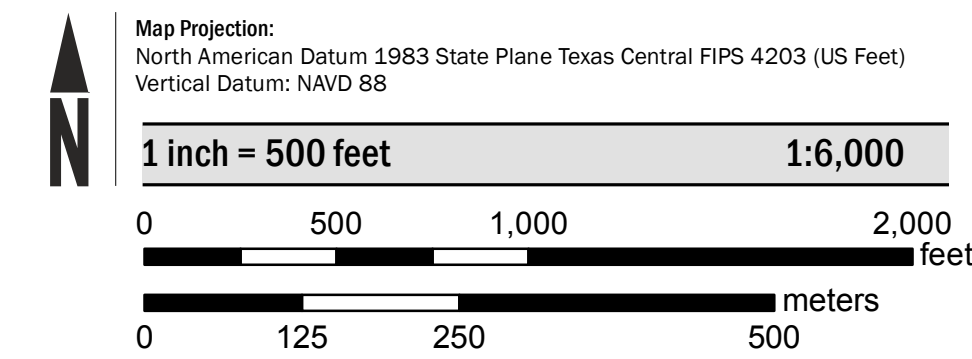 N
Map Projection:
North American Datum 1983 State Plane Texas Central FIPS 4203 (US Feet)
Vertical Datum: NAVD 88
1 inch = 500 feet 1:6,000
0 500 1,000 2,000
feet
meters
0 125 250 500